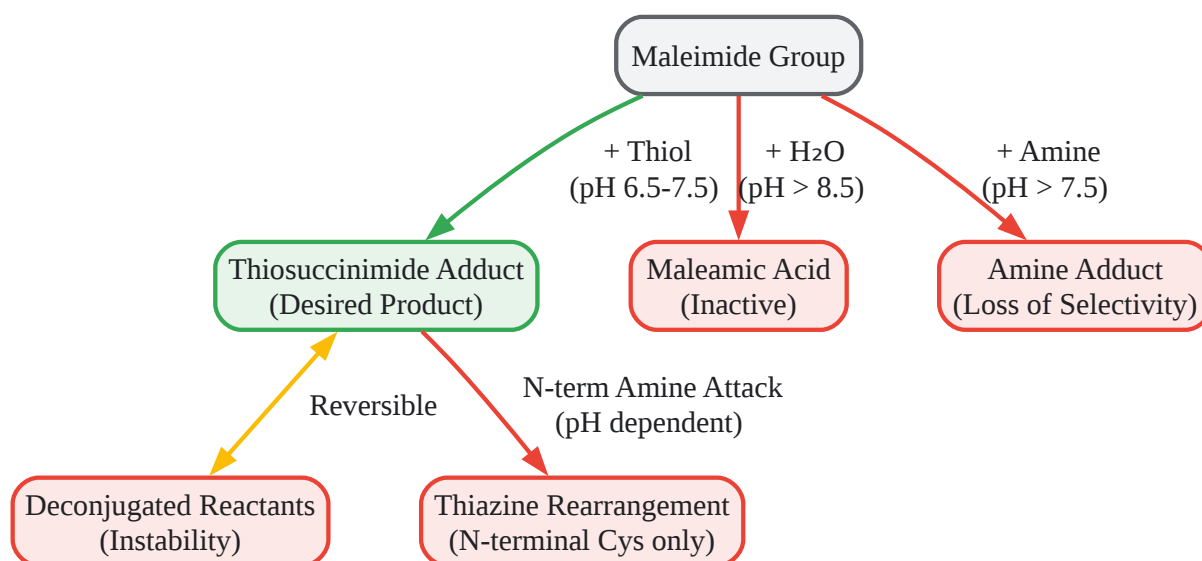 Maleimide Group
+ Thiol
(pH 6.5-7.5)
+ H₂O
(pH > 8.5)
+ Amine
(pH > 7.5)
Thiosuccinimide Adduct
(Desired Product)
Maleamic Acid
(Inactive)
Amine Adduct
(Loss of Selectivity)
Reversible
N-term Amine Attack
(pH dependent)
Deconjugated Reactants
(Instability)
Thiazine Rearrangement
(N-terminal Cys only)